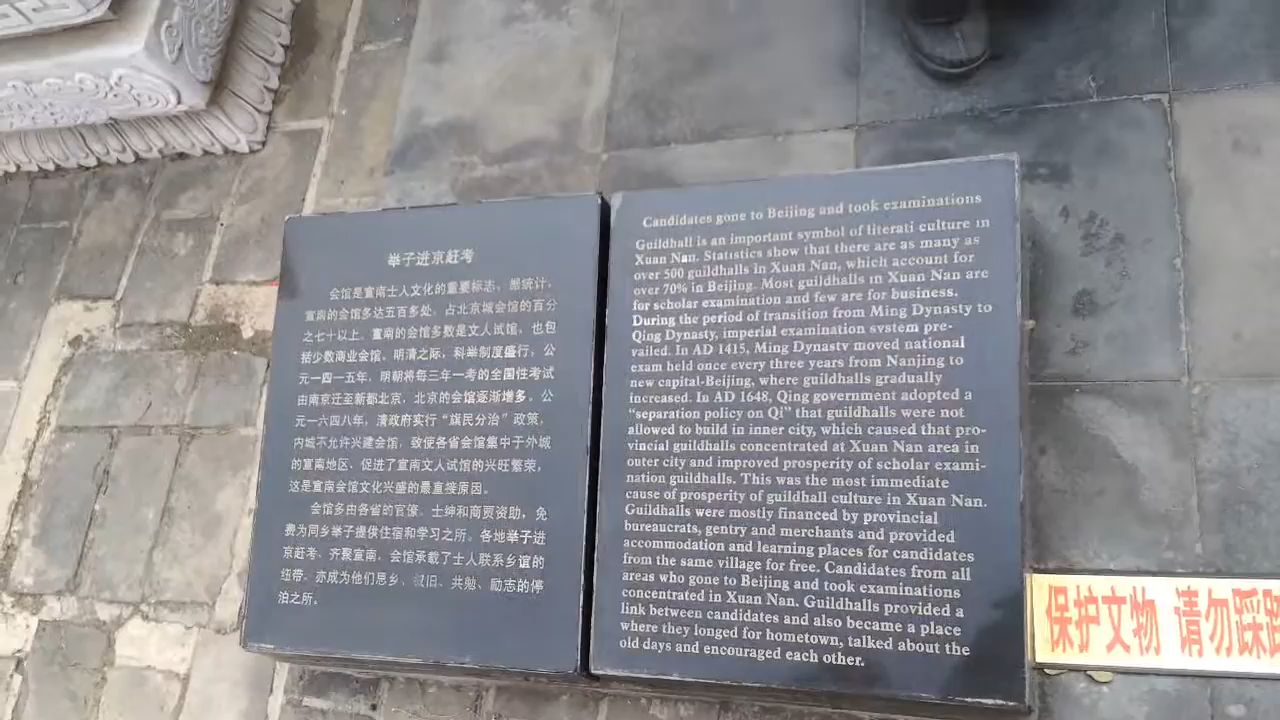 举子进京赶考
会馆是宣南士人文化的重要标志。据统计，
宣南的会馆多达五百多处，占北京城会馆的百分
之七十以上，宣南的会馆多数是文人试馆，也包
括少数商业会馆。明清之际，科举制度盛行，公
元一四一五年，明朝将每三年一考的全国性考试
由南京迁至新都北京，北京的会馆逐渐增多。公
元一六四八年，清政府实行“旗民分治”政策，
内城不允许兴建会馆，致使各省会馆集中于外城
的宣南地区，促进了宣南文人试馆的兴旺繁荣，
这是宣南会馆文化兴盛的最直接原因。
会馆多由各省的官僚、士绅和商贾资助，免
费为同乡举子提供住宿和学习之所。各地举子进
京赶考、齐聚宣南，会馆承载了士人联系乡谊的
纽带，亦成为他们思乡、叙旧、共勉、励志的停
泊之所。
Candidates gone to Beijing and took examinations
Guildhall is an important symbol of literati culture in
Xuan Nan. Statistics show that there are as many as
over 500 guildhalls in Xuan Nan, which account for
over 70% in Beijing. Most guildhalls in Xuan Nan are
for scholar examination and few are for business.
During the period of transition from Ming Dynasty to
Qing Dynasty, imperial examination system pre-
vailed. In AD 1415, Ming Dynasty moved national
exam held once every three years from Nanjing to
new capital-Beijing, where guildhalls gradually
increased. In AD 1648, Qing government adopted a
“separation policy on Qi” that guildhalls were not
allowed to build in inner city, which caused that pro-
vincial guildhalls concentrated at Xuan Nan area in
outer city and improved prosperity of scholar exami-
nation guildhalls. This was the most immediate
cause of prosperity of guildhall culture in Xuan Nan.
Guildhalls were mostly financed by provincial
bureaucrats, gentry and merchants and provided
accommodation and learning places for candidates
from the same village for free. Candidates from all
areas who gone to Beijing and took examinations
concentrated in Xuan Nan. Guildhalls provided a
link between candidates and also became a place
where they longed for hometown, talked about the
old days and encouraged each other.
保护文物 请勿踩踏